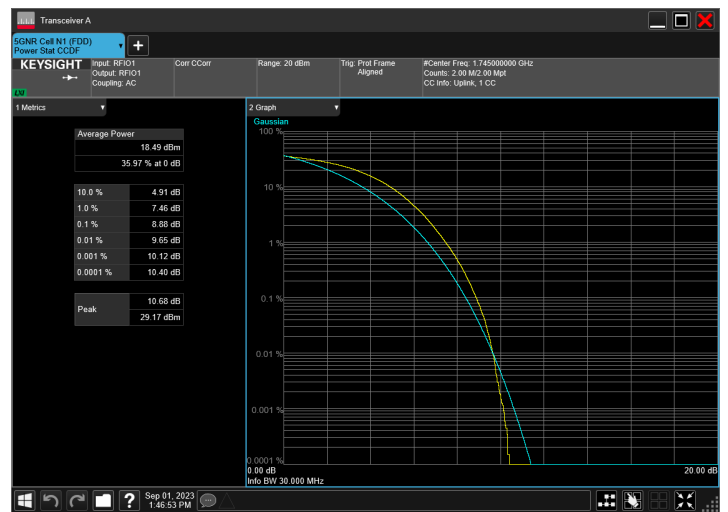 Transceiver A
5GNR Cell N1 (FDD)
Power Stat CCDF
KEYSIGHT
LXI
Input: RFIO1
Output: RFIO1
Coupling: AC
Corr CCorr
Range: 20 dBm
Trig: Prot Frame
Aligned
#Center Freq: 1.745000000 GHz
Counts: 2.00 M/2.00 Mpt
CC Info: Uplink, 1 CC
1 Metrics
Average Power
18.49 dBm
35.97 % at 0 dB
10.0 % 4.91 dB
1.0 % 7.46 dB
0.1 % 8.88 dB
0.01 % 9.65 dB
0.001 % 10.12 dB
0.0001 % 10.40 dB
Peak
10.68 dB
29.17 dBm
2 Graph
Gaussian
100 %
10 %
1 %
0.1 %
0.01 %
0.001 %
0.0001 %
0.00 dB
20.00 dB
Info BW 30.000 MHz
?
Sep 01, 2023
1:46:53 PM